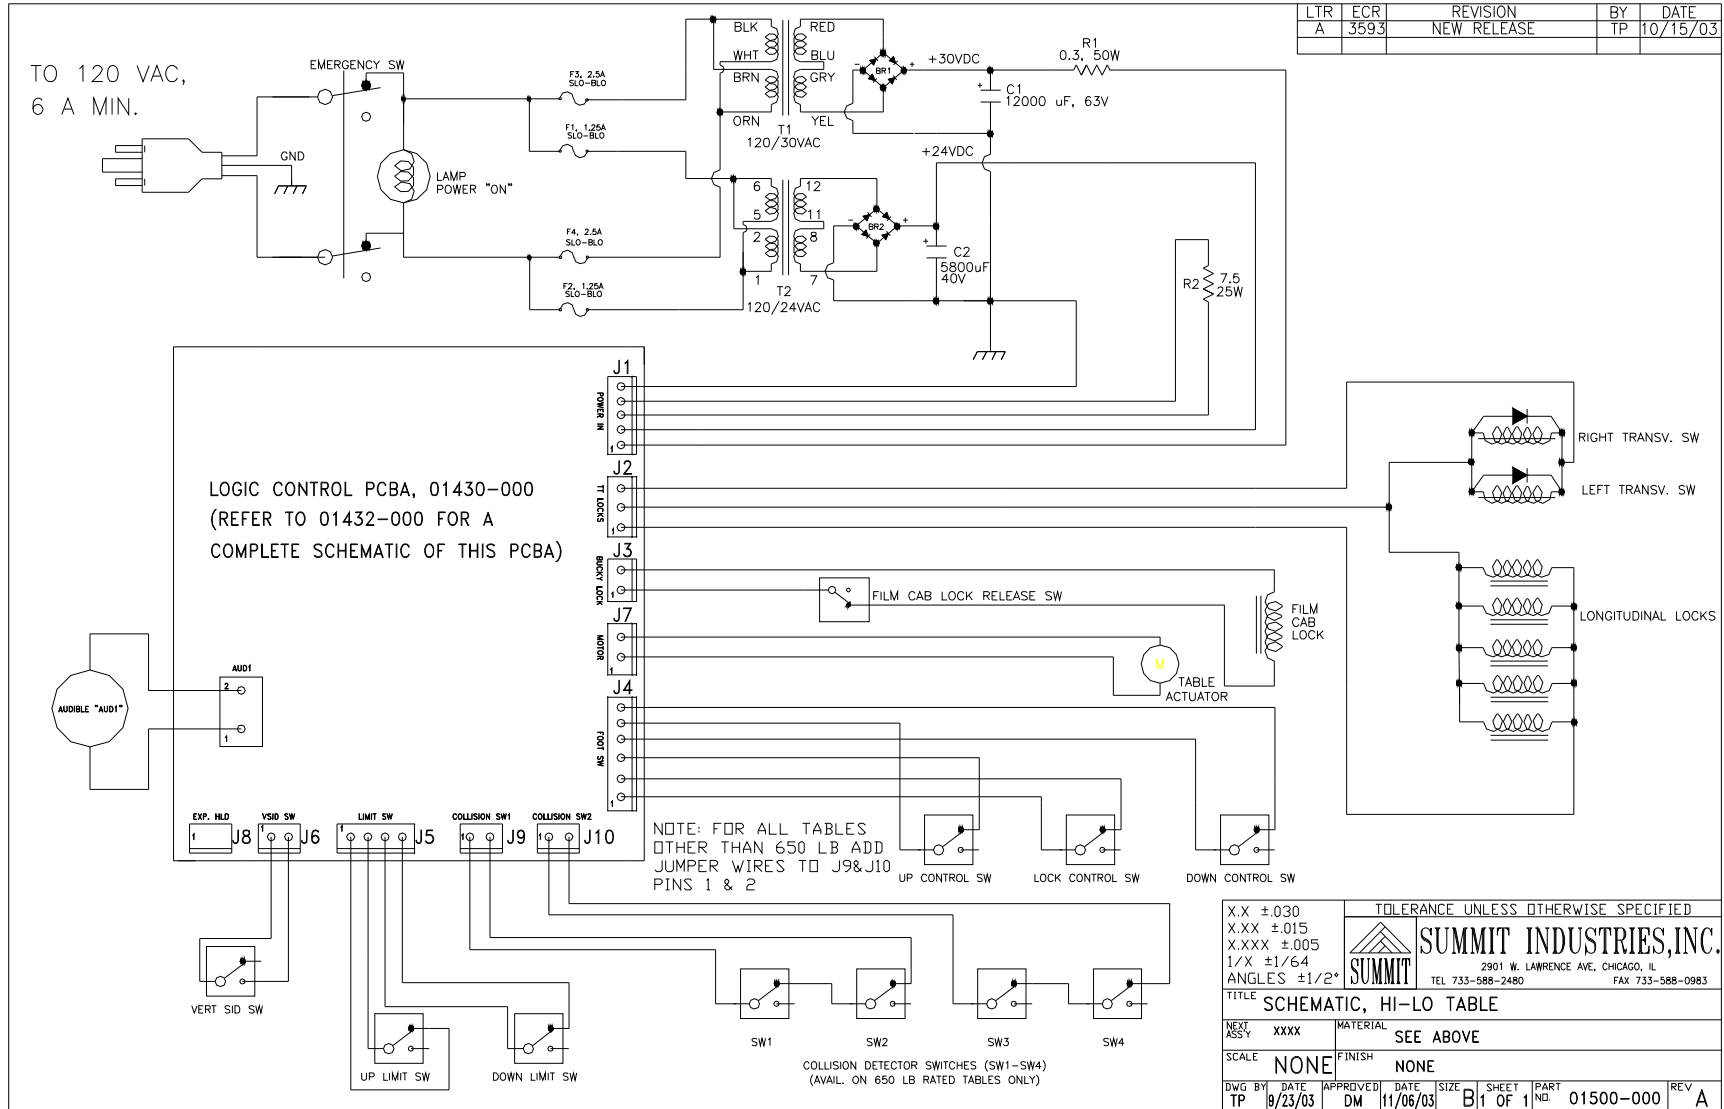 LTR ECR REVISION BY DATE
A 3593 NEW RELEASE TP 10/15/03
TO 120 VAC,
6 A MIN.
EMERGENCY SW
GND
LAMP
POWER "ON"
F3, 2.5A
SLO-BLO
F1, 1.25A
SLO-BLO
F4, 2.5A
SLO-BLO
F2, 1.25A
SLO-BLO
BLK RED
WHT BLU
BRN GRY
ORN YEL
T1
120/30VAC
BR1
- +
+30VDC
R1
0.3, 50W
+ C1
12000 uF, 63V
+24VDC
6 12
5 11
2 8
1 7
T2
120/24VAC
BR2
- +
+ C2
5800uF
40V
R2 7.5
25W
LOGIC CONTROL PCBA, 01430-000
(REFER TO 01432-000 FOR A
COMPLETE SCHEMATIC OF THIS PCBA)
J1
POWER IN
1
J2
TT LOCKS
1
J3
BUCKY LOCK
1
J7
MOTOR
1
J4
FOOT SW
1
RIGHT TRANSV. SW
LEFT TRANSV. SW
LONGITUDINAL LOCKS
FILM CAB LOCK RELEASE SW
FILM
CAB
LOCK
M
TABLE
ACTUATOR
AUDIBLE "AUD1"
AUD1
2
1
EXP. HLD
1 J8
VSID SW
1 J6
LIMIT SW
1 J5
COLLISION SW1
1 J9
COLLISION SW2
1 J10
NOTE: FOR ALL TABLES
OTHER THAN 650 LB ADD
JUMPER WIRES TO J9&J10
PINS 1 & 2
UP CONTROL SW
LOCK CONTROL SW
DOWN CONTROL SW
VERT SID SW
UP LIMIT SW
DOWN LIMIT SW
SW1 SW2 SW3 SW4
COLLISION DETECTOR SWITCHES (SW1-SW4)
(AVAIL. ON 650 LB RATED TABLES ONLY)
X.X ±.030
X.XX ±.015
X.XXX ±.005
1/X ±1/64
ANGLES ±1/2°
TOLERANCE UNLESS OTHERWISE SPECIFIED
SUMMIT
SUMMIT INDUSTRIES,INC.
2901 W. LAWRENCE AVE, CHICAGO, IL
TEL 733-588-2480 FAX 733-588-0983
TITLE SCHEMATIC, HI-LO TABLE
NEXT ASS'Y XXXX MATERIAL SEE ABOVE
SCALE NONE FINISH NONE
DWG BY TP DATE 9/23/03 APPROVED DM DATE 11/06/03 SIZE B SHEET 1 OF 1 PART NO. 01500-000 REV A